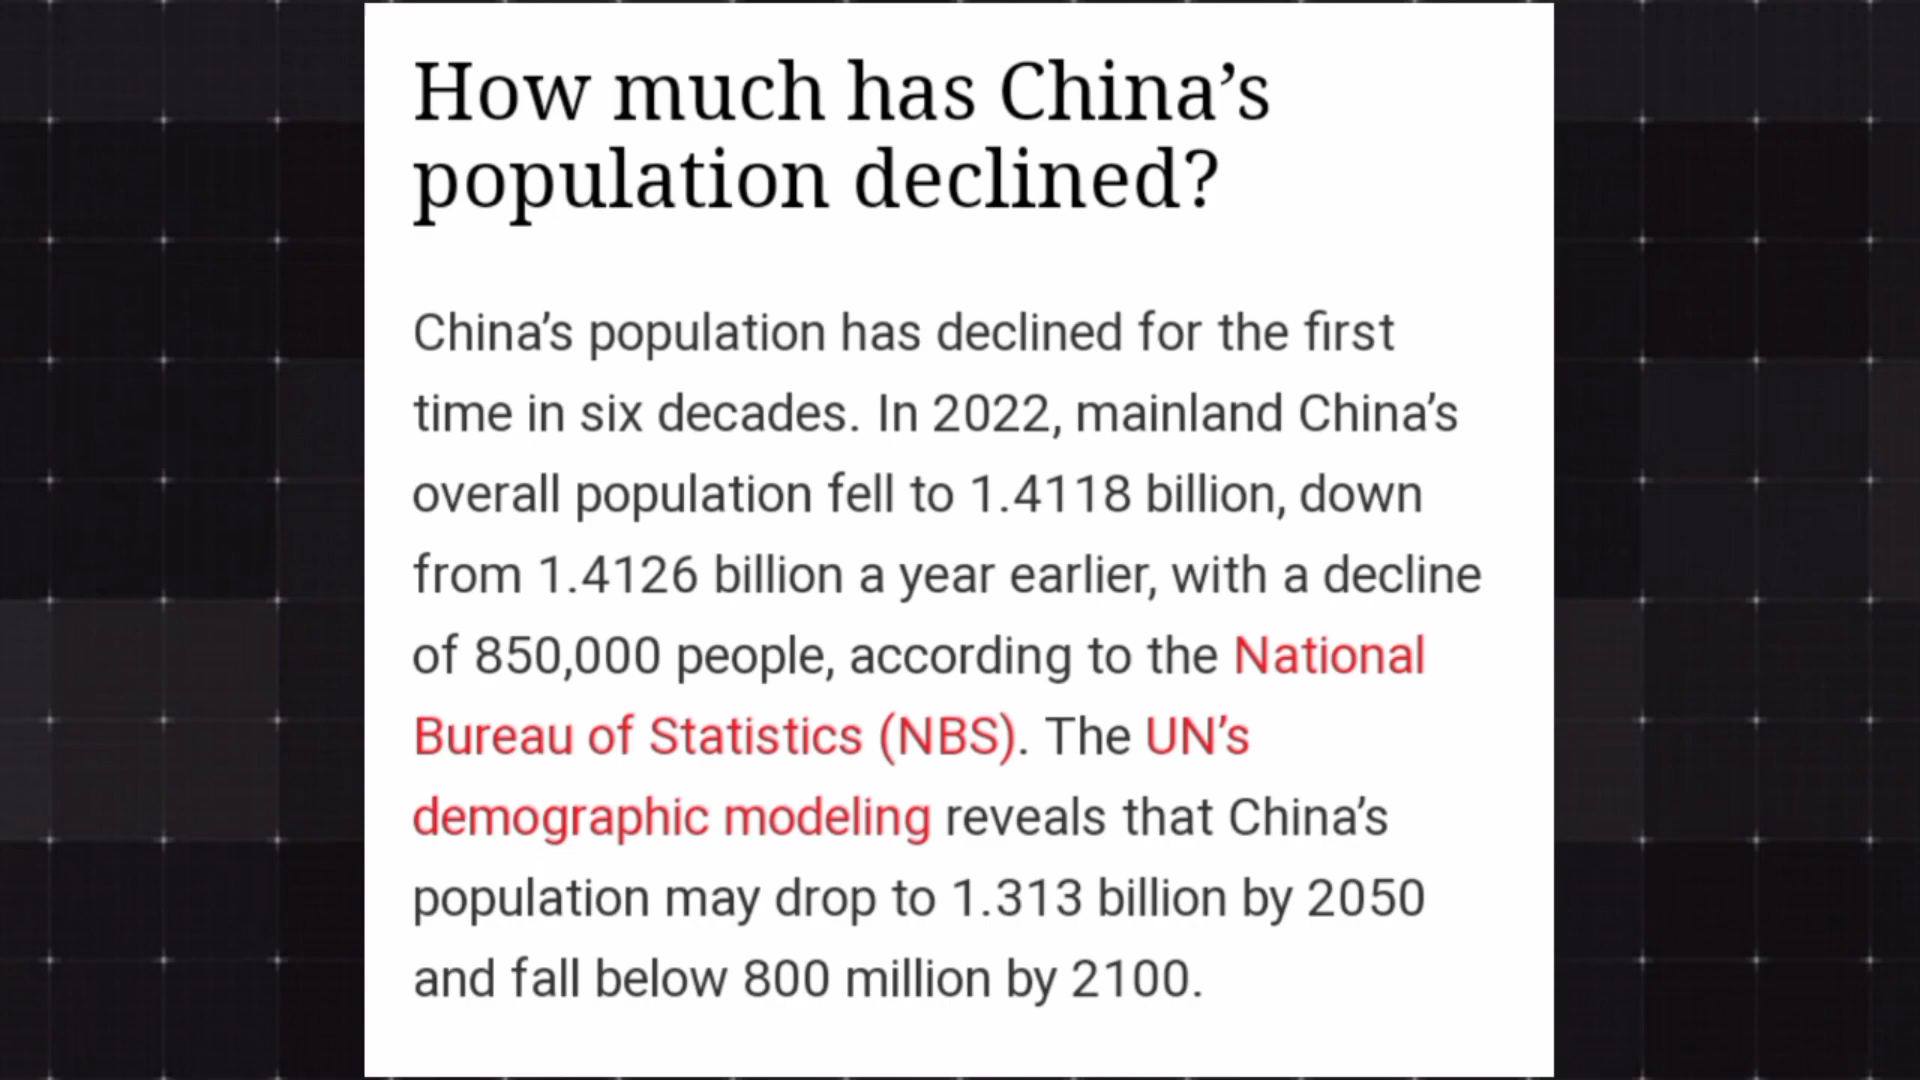 How much has China’s
population declined?
China’s population has declined for the first
time in six decades. In 2022, mainland China’s
overall population fell to 1.4118 billion, down
from 1.4126 billion a year earlier, with a decline
of 850,000 people, according to the National
Bureau of Statistics (NBS). The UN’s
demographic modeling reveals that China’s
population may drop to 1.313 billion by 2050
and fall below 800 million by 2100.